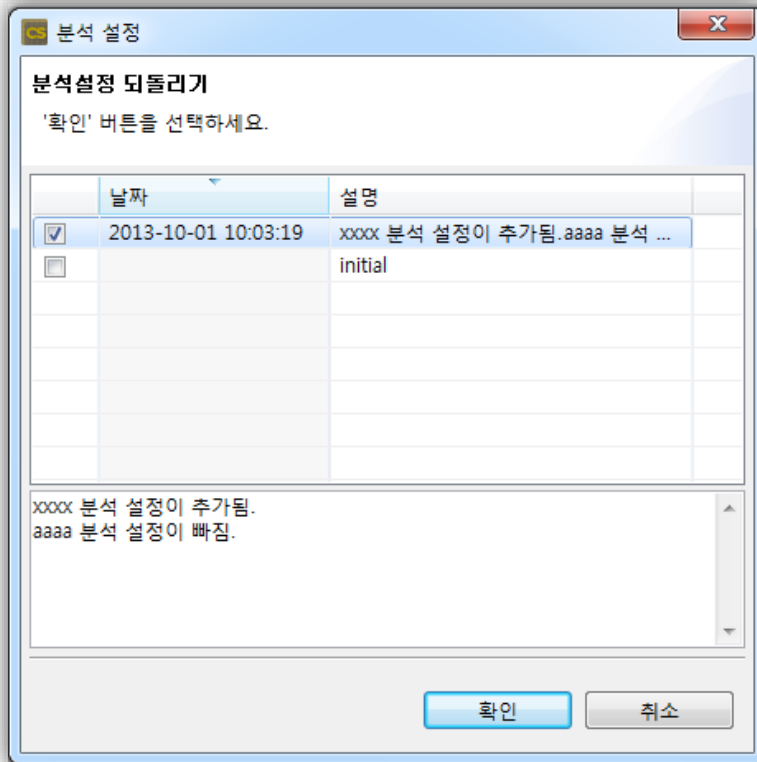 CS 분석 설정
분석설정 되돌리기
'확인' 버튼을 선택하세요.
날짜 설명
2013-10-01 10:03:19 xxxx 분석 설정이 추가됨.aaaa 분석 ...
initial
xxxx 분석 설정이 추가됨.
aaaa 분석 설정이 빠짐.
확인 취소